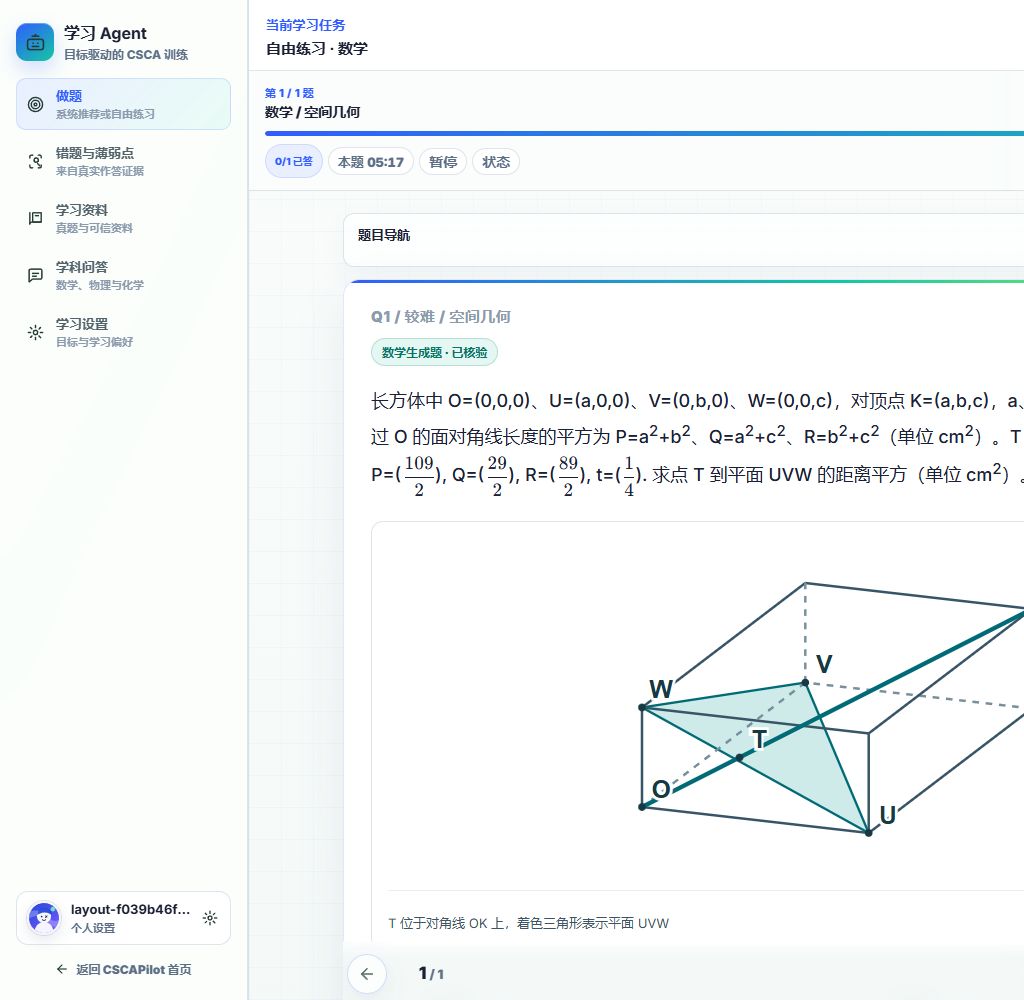 学习 Agent
目标驱动的 CSCA 训练
做题
系统推荐或自由练习
错题与薄弱点
来自真实作答证据
学习资料
真题与可信资料
学科问答
数学、物理与化学
学习设置
目标与学习偏好
layout-f039b46f...
个人设置
返回 CSCAPilot 首页
当前学习任务
自由练习 · 数学
第 1 / 1 题
数学 / 空间几何
0/1 已答
本题 05:17
暂停
状态
题目导航
Q1 / 较难 / 空间几何
数学生成题 · 已核验
长方体中 O=(0,0,0)、U=(a,0,0)、V=(0,b,0)、W=(0,0,c)，对顶点 K=(a,b,c)，a、
过 O 的面对角线长度的平方为 P=a²+b²、Q=a²+c²、R=b²+c²（单位 cm²）。T
P=(109/2), Q=(29/2), R=(89/2), t=(1/4). 求点 T 到平面 UVW 的距离平方（单位 cm²）。
V
W
T
O
U
T 位于对角线 OK 上，着色三角形表示平面 UVW
1 / 1